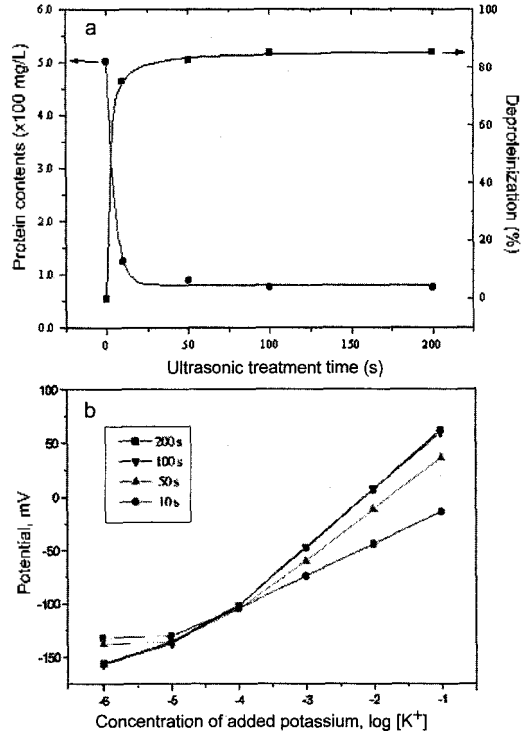 a
6.0
5.0
4.0
3.0
2.0
1.0
0.0
100
80
60
40
20
0
Protein contents (x100 mg/L)
Deproteinization (%)
0
50
100
150
200
Ultrasonic treatment time (s)
b
200 s
100 s
50 s
10 s
100
50
0
-50
-100
-150
Potential, mV
-6
-5
-4
-3
-2
-1
Concentration of added potassium, log [K⁺]